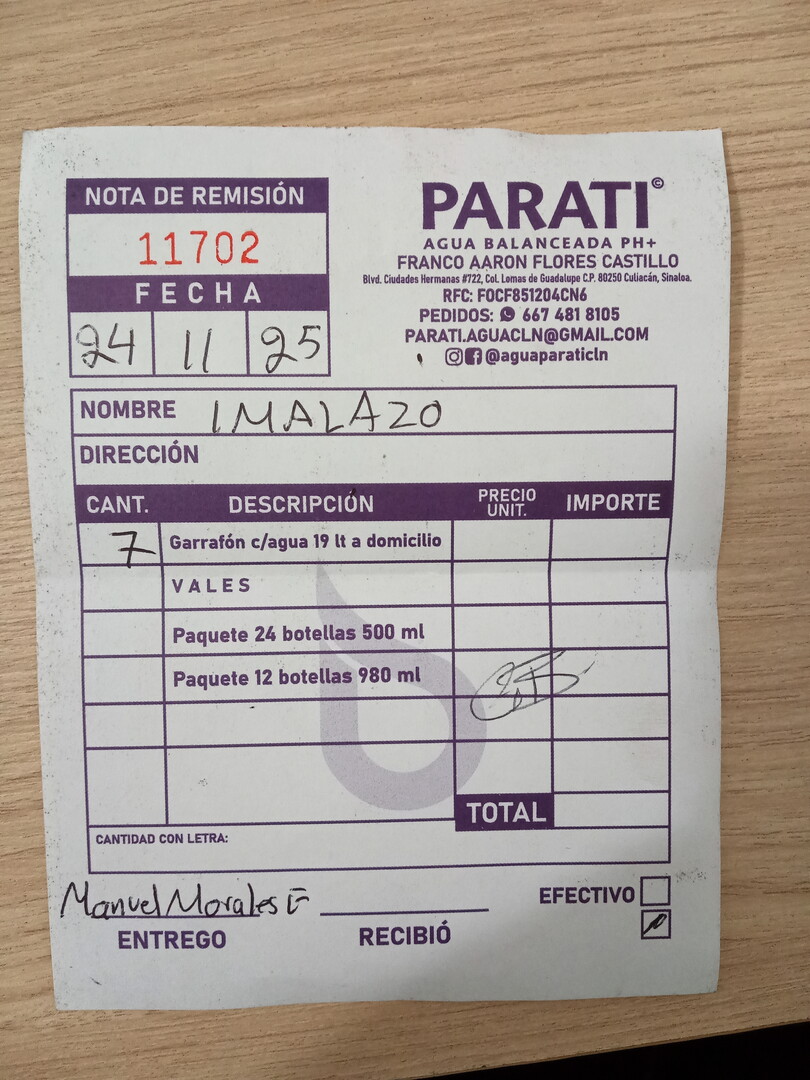 NOTA DE REMISIÓN
11702
FECHA
24 11 25
PARATI©
AGUA BALANCEADA PH+
FRANCO AARON FLORES CASTILLO
Blvd. Ciudades Hermanas #722, Col. Lomas de Guadalupe C.P. 80250 Culiacán, Sinaloa.
RFC: FOCF851204CN6
PEDIDOS: 667 481 8105
PARATI.AGUACLN@GMAIL.COM
@aguaparaticln
NOMBRE IMALAZO
DIRECCIÓN
CANT. DESCRIPCIÓN PRECIO UNIT. IMPORTE
7 Garrafón c/agua 19 lt a domicilio
VALES
Paquete 24 botellas 500 ml
Paquete 12 botellas 980 ml
TOTAL
CANTIDAD CON LETRA:
Manuel Morales F
ENTREGO
RECIBIÓ
EFECTIVO